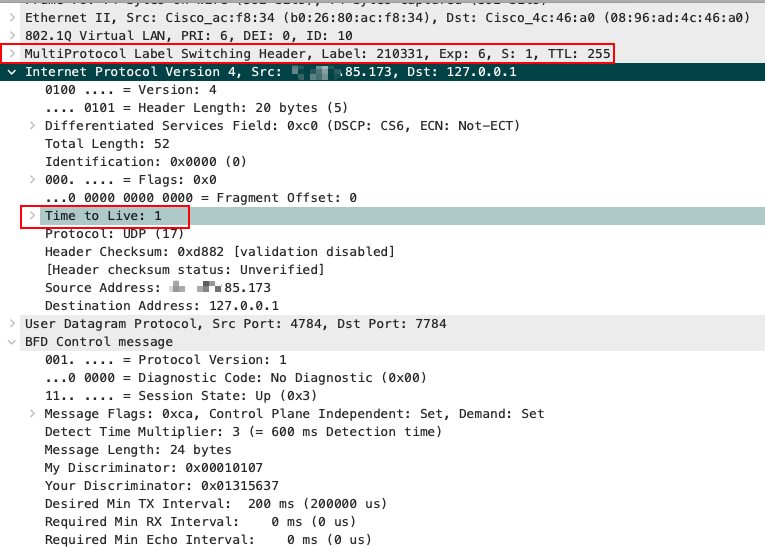 Ethernet II, Src: Cisco_ac:f8:34 (b0:26:80:ac:f8:34), Dst: Cisco_4c:46:a0 (08:96:ad:4c:46:a0)
802.1Q Virtual LAN, PRI: 6, DEI: 0, ID: 10
MultiProtocol Label Switching Header, Label: 210331, Exp: 6, S: 1, TTL: 255
Internet Protocol Version 4, Src: .85.173, Dst: 127.0.0.1
0100 .... = Version: 4
.... 0101 = Header Length: 20 bytes (5)
Differentiated Services Field: 0xc0 (DSCP: CS6, ECN: Not-ECT)
Total Length: 52
Identification: 0x0000 (0)
000. .... = Flags: 0x0
...0 0000 0000 0000 = Fragment Offset: 0
Time to Live: 1
Protocol: UDP (17)
Header Checksum: 0xd882 [validation disabled]
[Header checksum status: Unverified]
Source Address: 85.173
Destination Address: 127.0.0.1
User Datagram Protocol, Src Port: 4784, Dst Port: 7784
BFD Control message
001. .... = Protocol Version: 1
...0 0000 = Diagnostic Code: No Diagnostic (0x00)
11.. .... = Session State: Up (0x3)
Message Flags: 0xca, Control Plane Independent: Set, Demand: Set
Detect Time Multiplier: 3 (= 600 ms Detection time)
Message Length: 24 bytes
My Discriminator: 0x00010107
Your Discriminator: 0x01315637
Desired Min TX Interval:  200 ms (200000 us)
Required Min RX Interval:    0 ms (0 us)
Required Min Echo Interval:    0 ms (0 us)